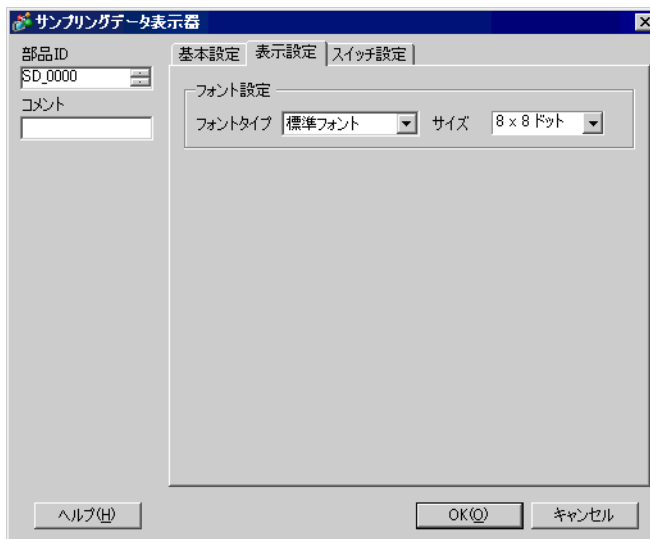 サンプリングデータ表示器
部品ID
SD_0000
コメント
基本設定 表示設定 スイッチ設定
フォント設定
フォントタイプ 標準フォント サイズ 8 x 8 ドット
ヘルプ(H) OK(O) キャンセル